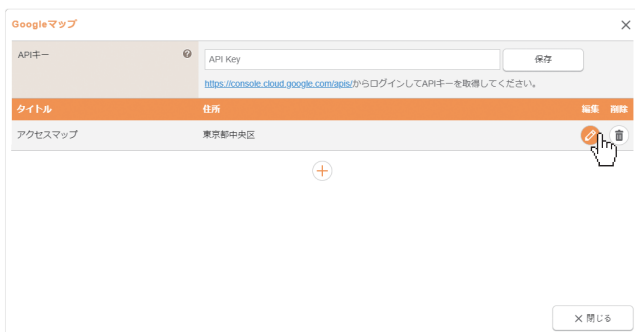 Googleマップ
APIキー
API Key
保存
https://console.cloud.google.com/apis/からログインしてAPIキーを取得してください。
タイトル 住所 編集 削除
アクセスマップ 東京都中央区
× 閉じる